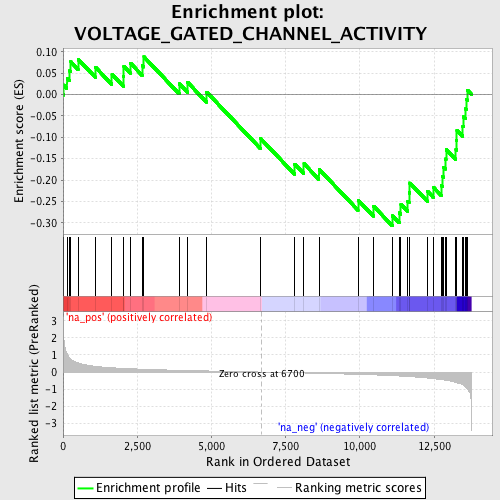 Enrichment plot:
VOLTAGE_GATED_CHANNEL_ACTIVITY
Enrichment score (ES)
0.10
0.05
0.00
-0.05
-0.10
-0.15
-0.20
-0.25
-0.30
'na_pos' (positively correlated)
Ranked list metric (PreRanked)
3
2
1
0
-1
-2
-3
Zero cross at 6700
'na_neg' (negatively correlated)
0
2,500
5,000
7,500
10,000
12,500
Rank in Ordered Dataset
Enrichment profile
Hits
Ranking metric scores